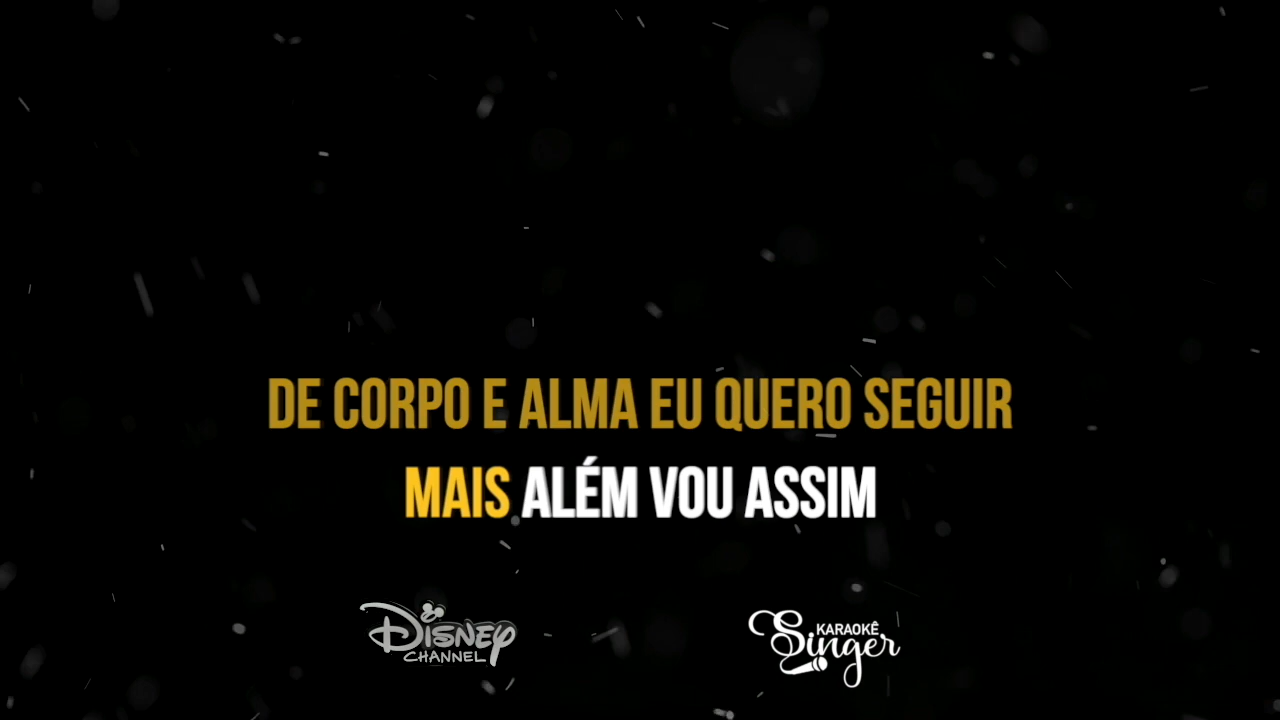 DE CORPO E ALMA EU QUERO SEGUIR
MAIS ALÉM VOU ASSIM
DISNEY
CHANNEL
KARAOKÊ
Singer